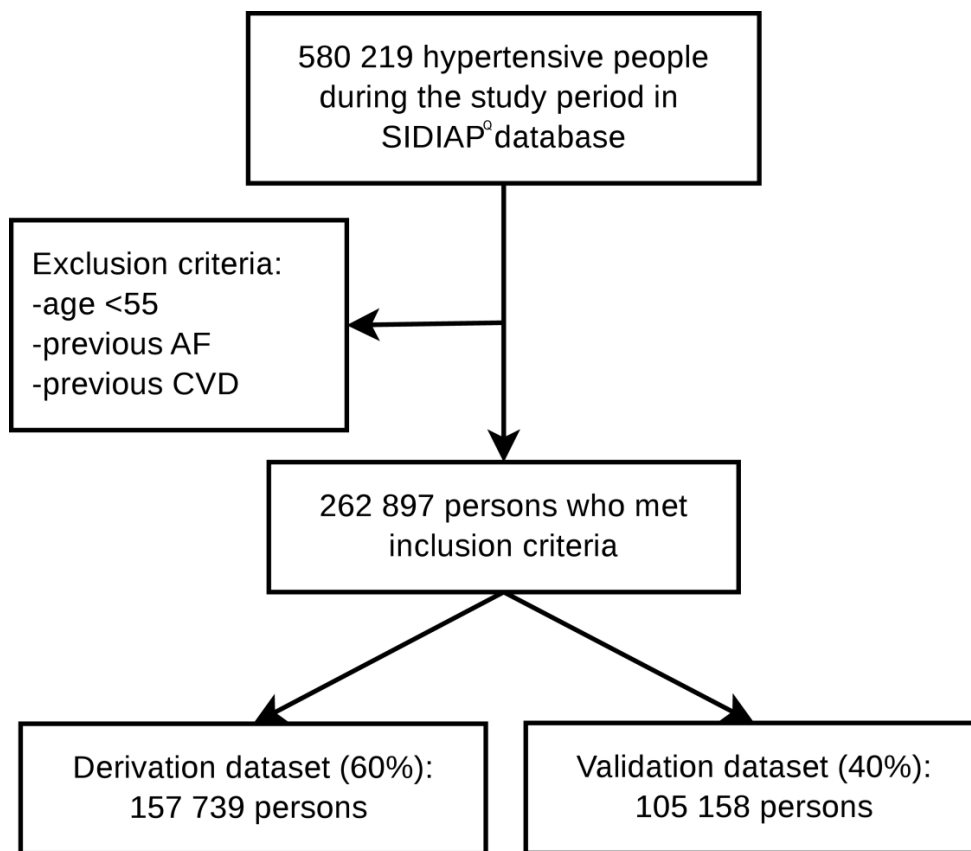 580 219 hypertensive people
during the study period in
SIDIAP^Q database
Exclusion criteria:
-age <55
-previous AF
-previous CVD
262 897 persons who met
inclusion criteria
Derivation dataset (60%):
157 739 persons
Validation dataset (40%):
105 158 persons